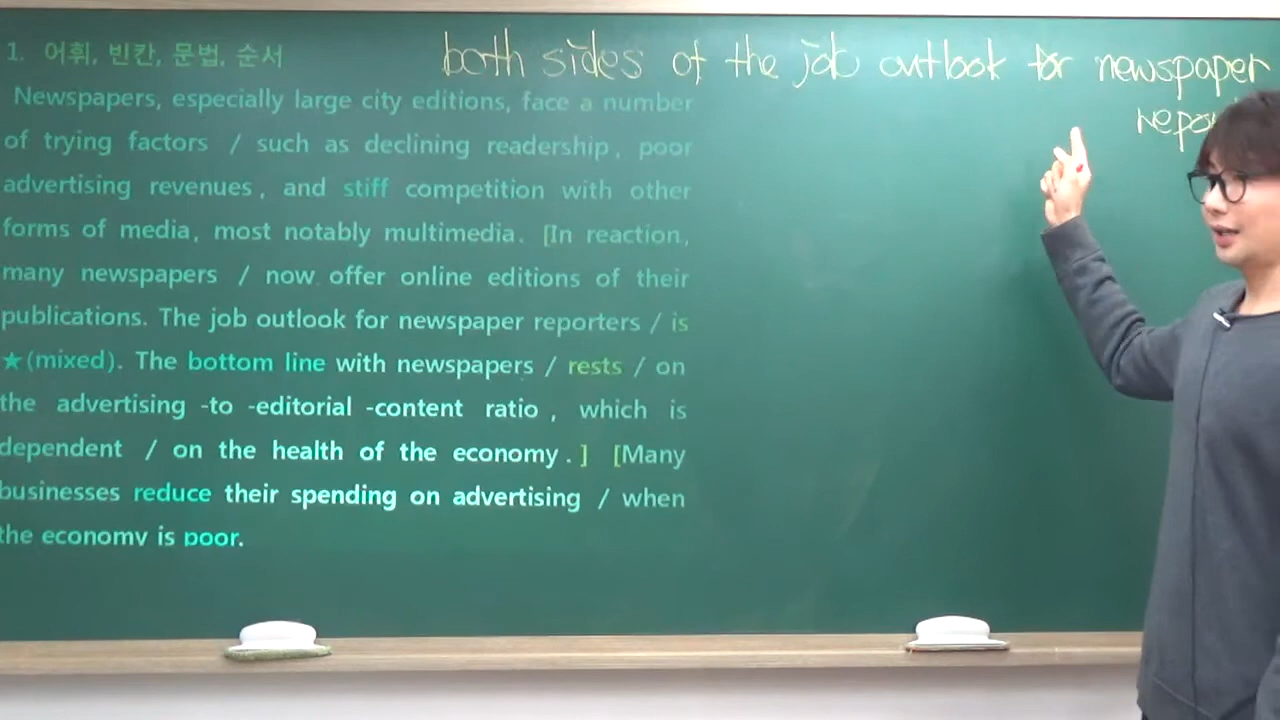 both sides of the job outlook for newspaper
1. 어휘, 빈칸, 문법, 순서
Newspapers, especially large city editions, face a number
of trying factors / such as declining readership, poor
advertising revenues, and stiff competition with other
forms of media, most notably multimedia. [In reaction,
many newspapers / now offer online editions of their
publications. The job outlook for newspaper reporters / is
★(mixed). The bottom line with newspapers / rests / on
the advertising -to -editorial -content ratio, which is
dependent / on the health of the economy.] [Many
businesses reduce their spending on advertising / when
the economy is poor.